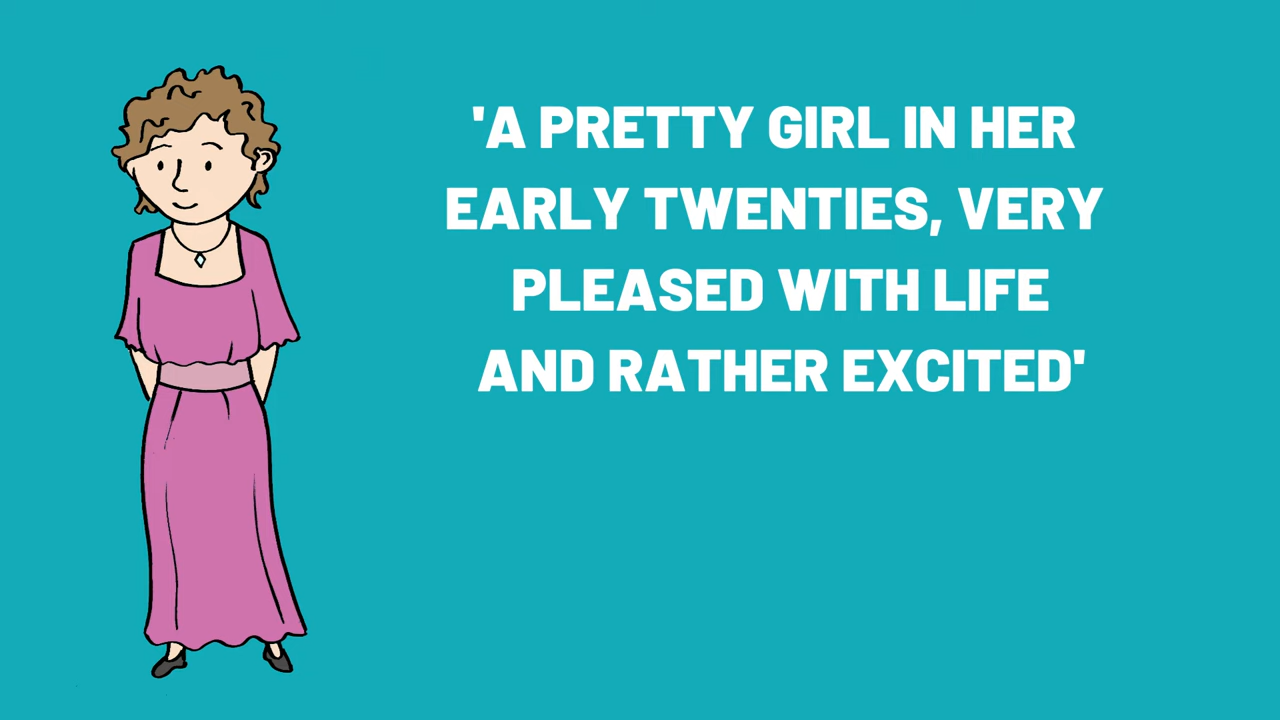 'A PRETTY GIRL IN HER
EARLY TWENTIES, VERY
PLEASED WITH LIFE
AND RATHER EXCITED'